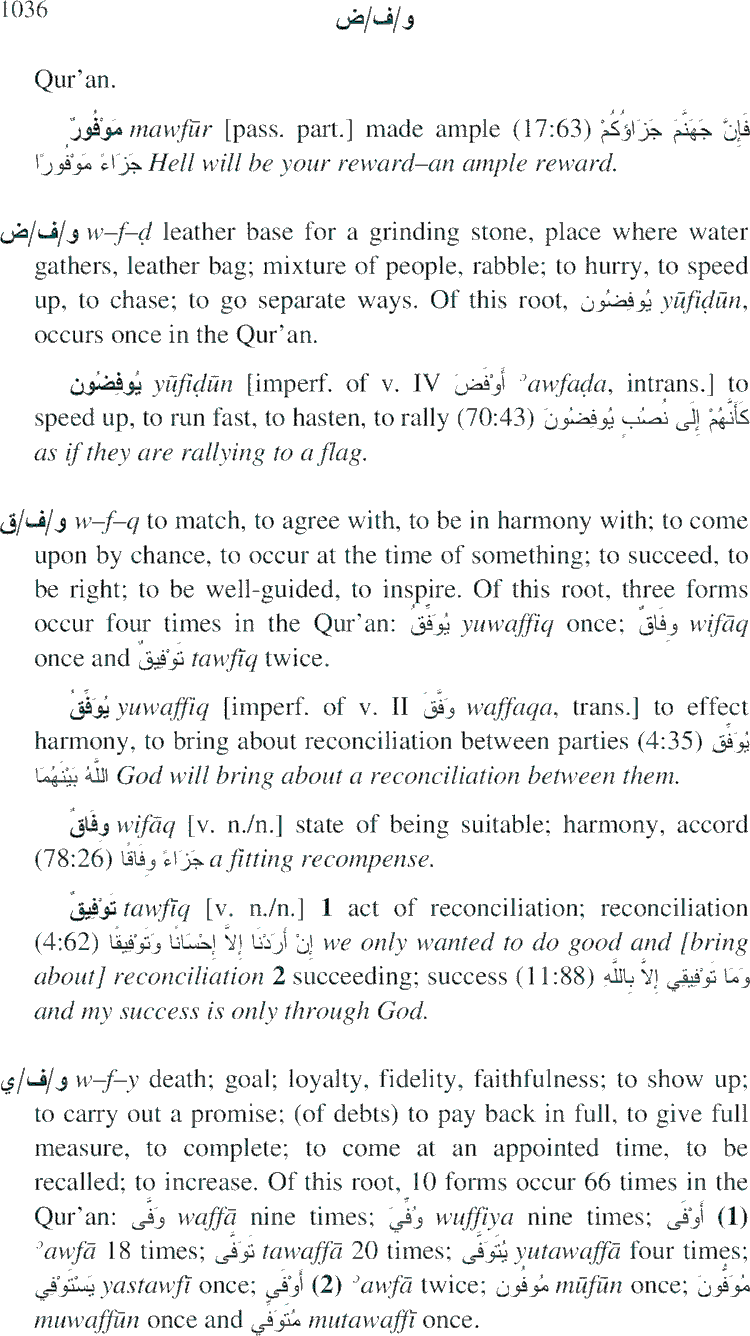 1036 و/ف/ض
Qur’an.
مَوْفُورٌ mawfūr [pass. part.] made ample (17:63) فَإِنَّ جَهَنَّمَ جَزَاؤُكُمْ
جَزَاءً مَوْفُورًا Hell will be your reward–an ample reward.
و/ف/ض w–f–ḍ leather base for a grinding stone, place where water
gathers, leather bag; mixture of people, rabble; to hurry, to speed
up, to chase; to go separate ways. Of this root, يُوفِضُون yūfiḍūn,
occurs once in the Qur’an.
يُوفِضُون yūfiḍūn [imperf. of v. IV أَوْفَضَ ʾawfaḍa, intrans.] to
speed up, to run fast, to hasten, to rally (70:43) كَأَنَّهُمْ إِلَى نُصُبٍ يُوفِضُونَ
as if they are rallying to a flag.
و/ف/ق w–f–q to match, to agree with, to be in harmony with; to come
upon by chance, to occur at the time of something; to succeed, to
be right; to be well-guided, to inspire. Of this root, three forms
occur four times in the Qur’an: يُوَفِّقُ yuwaffiq once; وِفَاقٌ wifāq
once and تَوْفِيقٌ tawfīq twice.
يُوَفِّقُ yuwaffiq [imperf. of v. II وَفَّقَ waffaqa, trans.] to effect
harmony, to bring about reconciliation between parties (4:35) يُوَفِّقِ
اللَّهُ بَيْنَهُمَا God will bring about a reconciliation between them.
وِفَاقٌ wifāq [v. n./n.] state of being suitable; harmony, accord
(78:26) جَزَاءً وِفَاقًا a fitting recompense.
تَوْفِيقٌ tawfīq [v. n./n.] 1 act of reconciliation; reconciliation
(4:62) إِنْ أَرَدْنَا إِلاَّ إِحْسَانًا وَتَوْفِيقًا we only wanted to do good and [bring
about] reconciliation 2 succeeding; success (11:88) وَمَا تَوْفِيقِي إِلاَّ بِاللَّهِ
and my success is only through God.
و/ف/ي w–f–y death; goal; loyalty, fidelity, faithfulness; to show up;
to carry out a promise; (of debts) to pay back in full, to give full
measure, to complete; to come at an appointed time, to be
recalled; to increase. Of this root, 10 forms occur 66 times in the
Qur’an: وَفَّى waffā nine times; وُفِّيَ wuffiya nine times; أَوْفَى (1)
ʾawfā 18 times; تَوَفَّى tawaffā 20 times; يُتَوَفَّى yutawaffā four times;
يَسْتَوْفِي yastawfī once; أَوْفَى (2) ʾawfā twice; مُوفُون mūfūn once; مُوَفُّونَ
muwaffūn once and مُتَوَفِّي mutawaffī once.